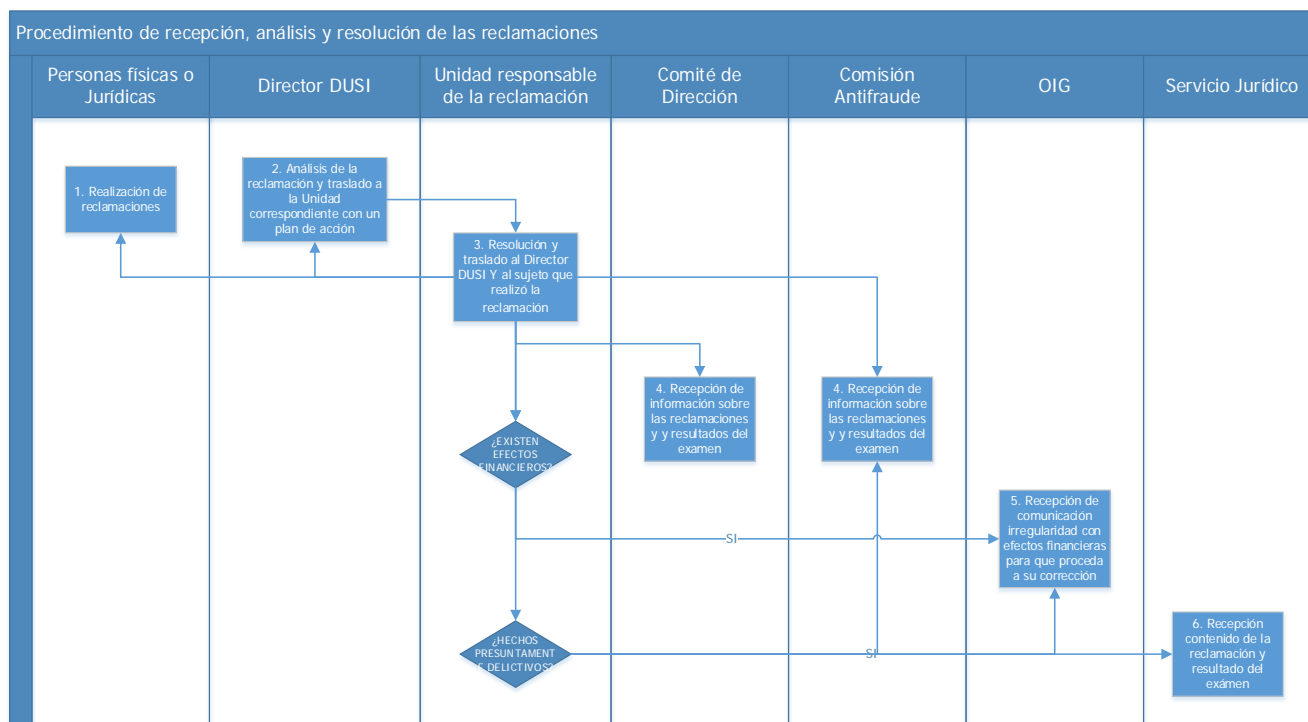 Procedimiento de recepción, análisis y resolución de las reclamaciones
Personas físicas o
Jurídicas
Director DUSI
Unidad responsable
de la reclamación
Comité de
Dirección
Comisión
Antifraude
OIG
Servicio Jurídico
1. Realización de
reclamaciones
2. Análisis de la
reclamación y traslado a
la Unidad
correspondiente con un
plan de acción
3. Resolución y
traslado al Director
DUSI Y al sujeto que
realizó la
reclamación
4. Recepción de
información sobre
las reclamaciones
y y resultados del
examen
4. Recepción de
información sobre
las reclamaciones
y y resultados del
examen
¿EXISTEN
EFECTOS
FINANCIEROS?
5. Recepción de
comunicación
irregularidad con
efectos financieras
para que proceda
a su corrección
SI
¿HECHOS
PRESUNTAMENT
E DELICTIVOS?
SI
6. Recepción
contenido de la
reclamación y
resultado del
exámen